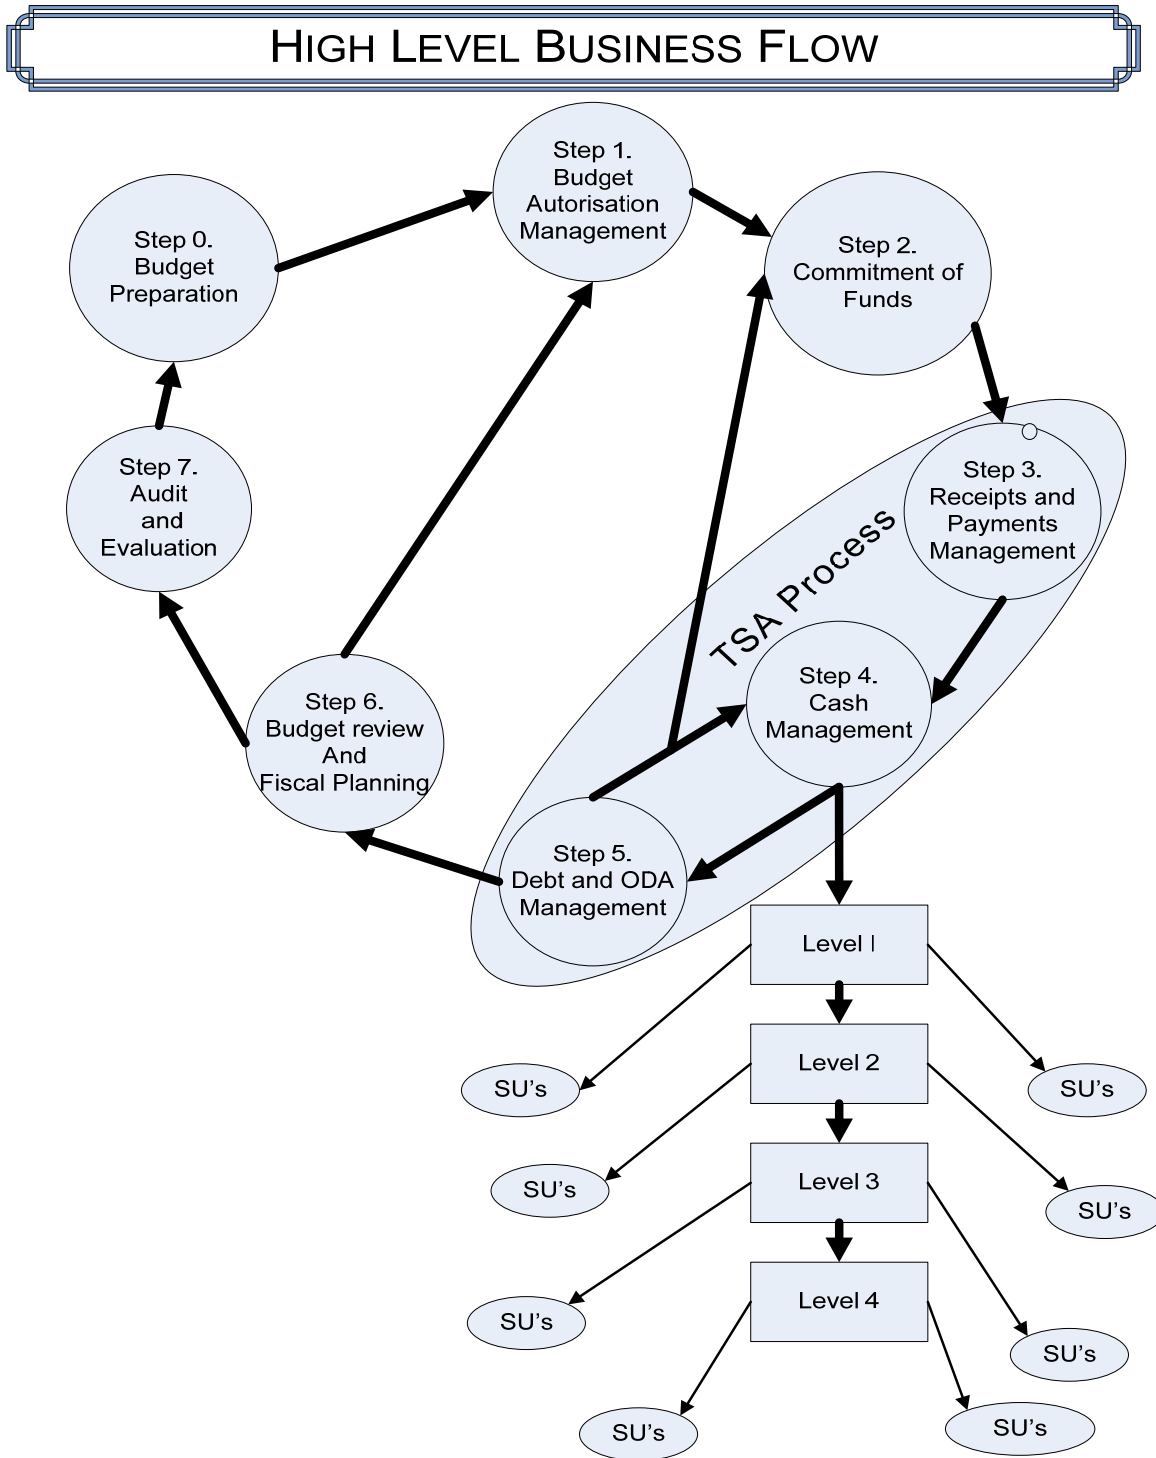 HIGH LEVEL BUSINESS FLOW
Step 0.
Budget
Preparation
Step 1.
Budget
Autorisation
Management
Step 2.
Commitment of
Funds
Step 3.
Receipts and
Payments
Management
TSA Process
Step 4.
Cash
Management
Step 5.
Debt and ODA
Management
Step 6.
Budget review
And
Fiscal Planning
Step 7.
Audit
and
Evaluation
Level I
SU's
SU's
Level 2
SU's
SU's
Level 3
SU's
SU's
Level 4
SU's
SU's